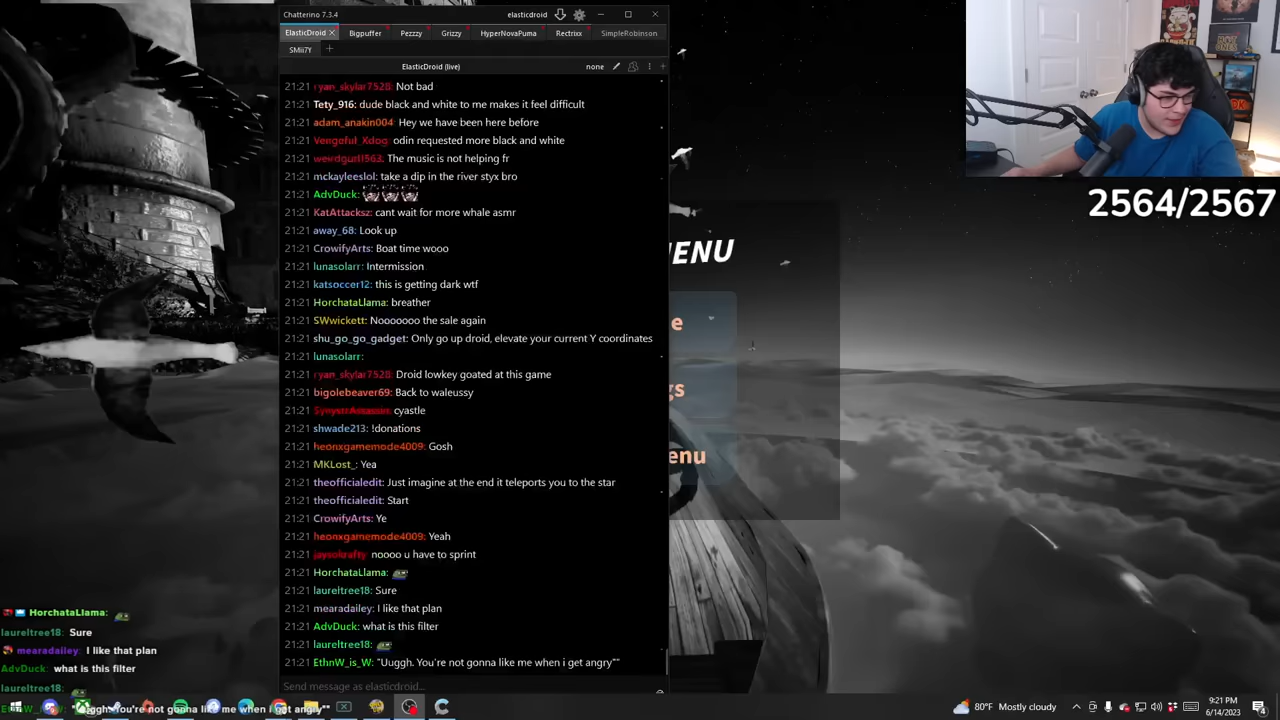 Chatterino 7.3.4
elasticdroid
ElasticDroid
Bigpuffer
Pezzzy
Grizzy
HyperNovaPuma
Rectrixx
SimpleRobinson
SMii7Y
ElasticDroid (live)
none
21:21 ryan_skylar7528: Not bad
21:21 Tety_916: dude black and white to me makes it feel difficult
21:21 adam_anakin004: Hey we have been here before
21:21 Vengeful_Xdog: odin requested more black and white
21:21 weirdgurl1563: The music is not helping fr
21:21 mckayleeslol: take a dip in the river styx bro
21:21 AdvDuck:
21:21 KatAttacksz: cant wait for more whale asmr
21:21 away_68: Look up
21:21 CrowifyArts: Boat time wooo
21:21 lunasolarr: Intermission
21:21 katsoccer12: this is getting dark wtf
21:21 HorchataLlama: breather
21:21 SWwickett: Nooooooo the sale again
21:21 shu_go_go_gadget: Only go up droid, elevate your current Y coordinates
21:21 lunasolarr:
21:21 ryan_skylar7528: Droid lowkey goated at this game
21:21 bigolebeaver69: Back to waleussy
21:21 cyastle
21:21 shwade213: !donations
21:21 heonxgamemode4009: Gosh
21:21 MKLost_: Yea
21:21 theofficialedit: Just imagine at the end it teleports you to the star
21:21 theofficialedit: Start
21:21 CrowifyArts: Ye
21:21 heonxgamemode4009: Yeah
21:21 noooo u have to sprint
21:21 HorchataLlama:
21:21 laureltree18: Sure
21:21 mearadailey: I like that plan
21:21 AdvDuck: what is this filter
21:21 laureltree18:
21:21 EthnW_is_W: "Uuggh. You're not gonna like me when i get angry""
Send message as elasticdroid...
ENU
e
gs
enu
2564/2567
HorchataLlama:
laureltree18: Sure
mearadailey: I like that plan
AdvDuck: what is this filter
laureltree18:
80°F Mostly cloudy
9:21 PM
6/14/2023